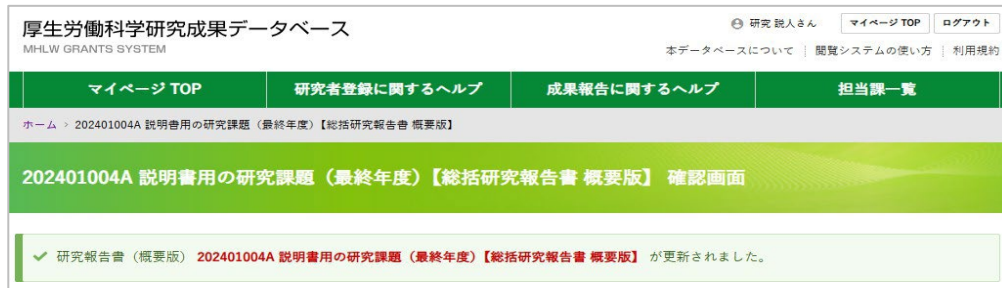 厚生労働科学研究成果データベース
MHLW GRANTS SYSTEM
研究 説人さん マイページ TOP ログアウト
本データベースについて 閲覧システムの使い方 利用規約
マイページ TOP 研究者登録に関するヘルプ 成果報告に関するヘルプ 担当課一覧
ホーム > 202401004A 説明書用の研究課題(最終年度)【総括研究報告書 概要版】
202401004A 説明書用の研究課題(最終年度)【総括研究報告書 概要版】 確認画面
研究報告書(概要版) 202401004A 説明書用の研究課題(最終年度)【総括研究報告書 概要版】 が更新されました。